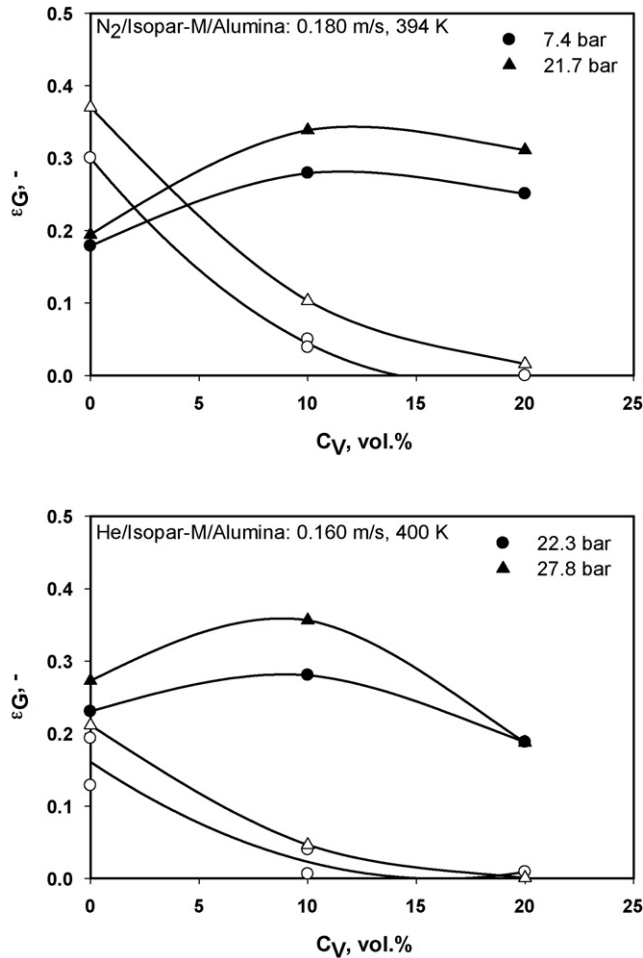 N2/Isopar-M/Alumina: 0.180 m/s, 394 K
7.4 bar
21.7 bar
0.5
0.4
0.3
0.2
0.1
0.0
εG, -
0 5 10 15 20 25
CV, vol.%
He/Isopar-M/Alumina: 0.160 m/s, 400 K
22.3 bar
27.8 bar
0.5
0.4
0.3
0.2
0.1
0.0
εG, -
0 5 10 15 20 25
CV, vol.%